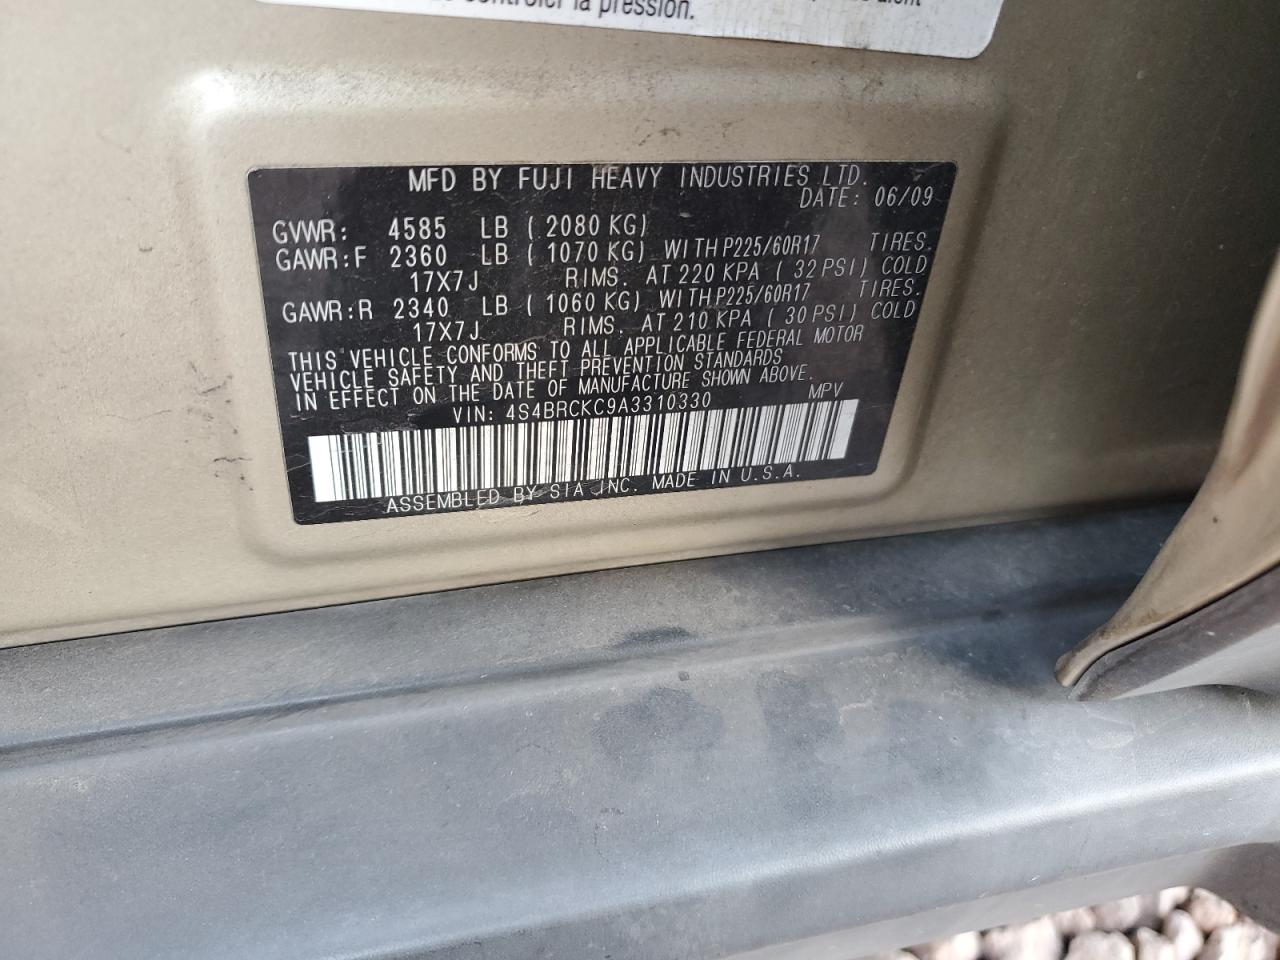 contrôler la pression.
MFD BY FUJI HEAVY INDUSTRIES LTD.
DATE: 06/09
GVWR: 4585 LB ( 2080 KG)
GAWR:F 2360 LB ( 1070 KG) WITH P225/60R17 TIRES.
17X7J RIMS. AT 220 KPA ( 32 PSI) COLD
GAWR:R 2340 LB ( 1060 KG) WITH P225/60R17 TIRES.
17X7J RIMS. AT 210 KPA ( 30 PSI) COLD
THIS VEHICLE CONFORMS TO ALL APPLICABLE FEDERAL MOTOR
VEHICLE SAFETY AND THEFT PREVENTION STANDARDS
IN EFFECT ON THE DATE OF MANUFACTURE SHOWN ABOVE.
VIN: 4S4BRCKC9A3310330 MPV
ASSEMBLED BY SIA INC. MADE IN U.S.A.